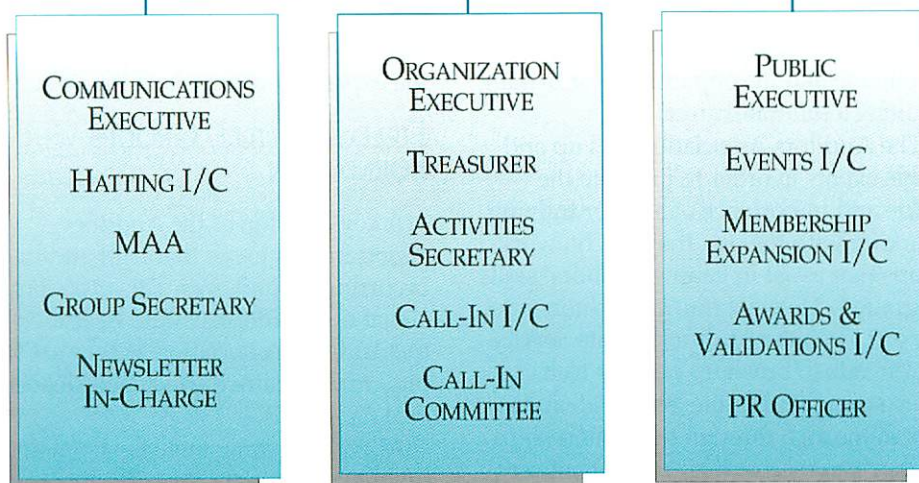 COMMUNICATIONS
EXECUTIVE
HATTING I/C
MAA
GROUP SECRETARY
NEWSLETTER
IN-CHARGE
ORGANIZATION
EXECUTIVE
TREASURER
ACTIVITIES
SECRETARY
CALL-IN I/C
CALL-IN
COMMITTEE
PUBLIC
EXECUTIVE
EVENTS I/C
MEMBERSHIP
EXPANSION I/C
AWARDS &
VALIDATIONS I/C
PR OFFICER